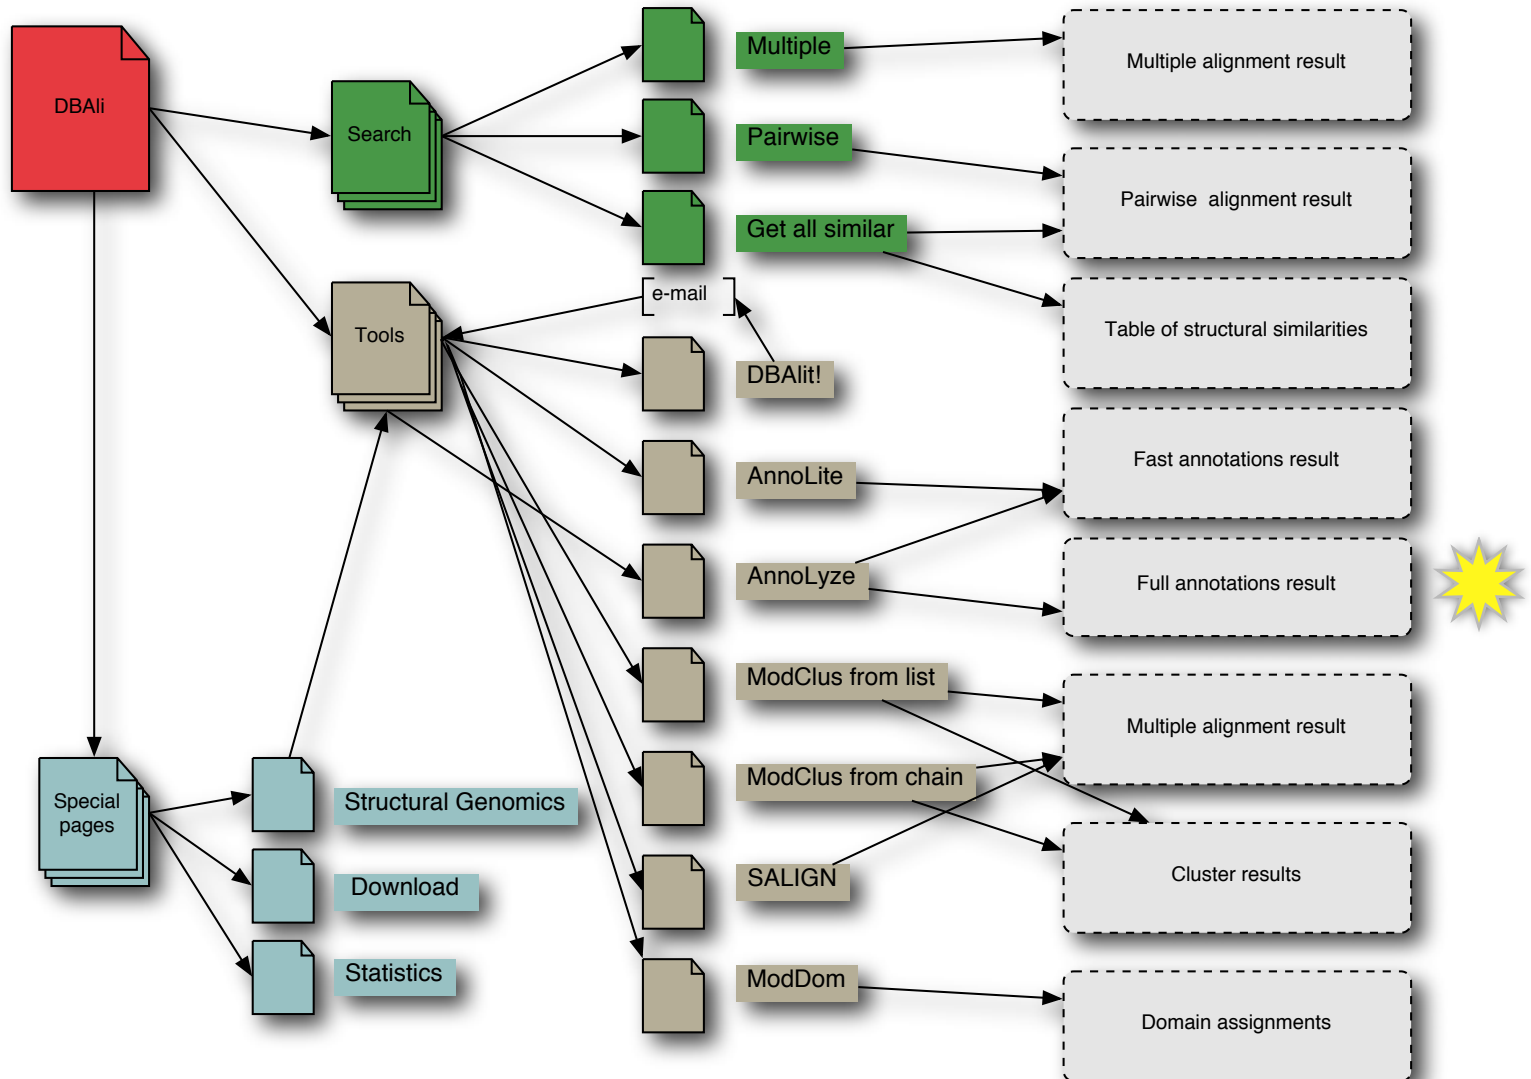 DBAli
Search
Multiple
Multiple alignment result
Pairwise
Pairwise alignment result
Get all similar
Table of structural similarities
e-mail
Tools
DBAlit!
AnnoLite
Fast annotations result
AnnoLyze
Full annotations result
ModClus from list
Multiple alignment result
ModClus from chain
Special
pages
Structural Genomics
SALIGN
Cluster results
Download
Statistics
ModDom
Domain assignments